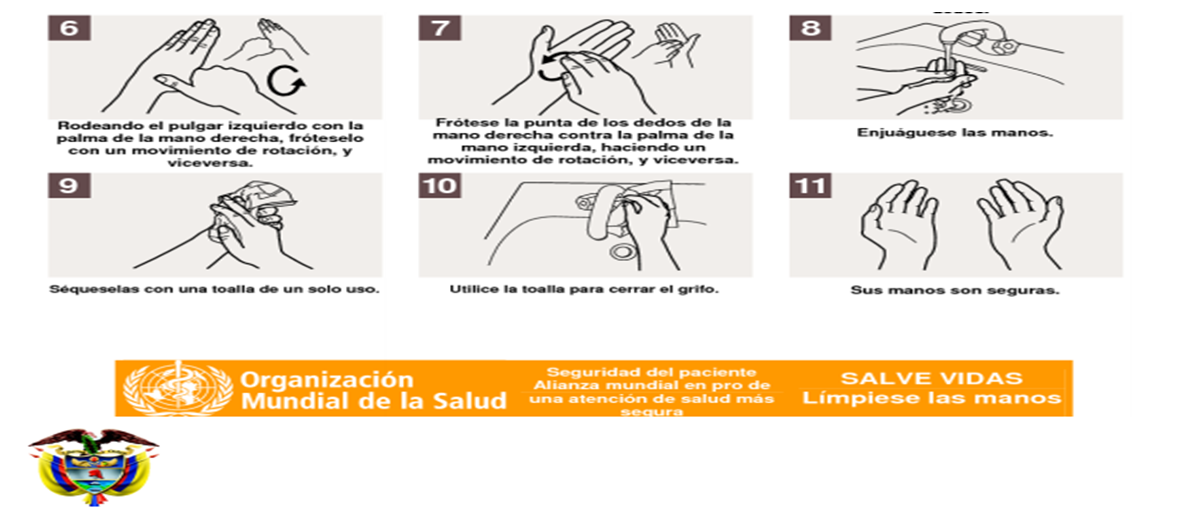 6
Rodeando el pulgar izquierdo con la
palma de la mano derecha, fróteselo
con un movimiento de rotación, y
viceversa.
7
Frótese la punta de los dedos de la
mano derecha contra la palma de la
mano izquierda, haciendo un
movimiento de rotación, y viceversa.
8
Enjuáguese las manos.
9
Séqueselas con una toalla de un solo uso.
10
Utilice la toalla para cerrar el grifo.
11
Sus manos son seguras.
Organización
Mundial de la Salud
Seguridad del paciente
Alianza mundial en pro de
una atención de salud más
segura
SALVE VIDAS
Límpiese las manos